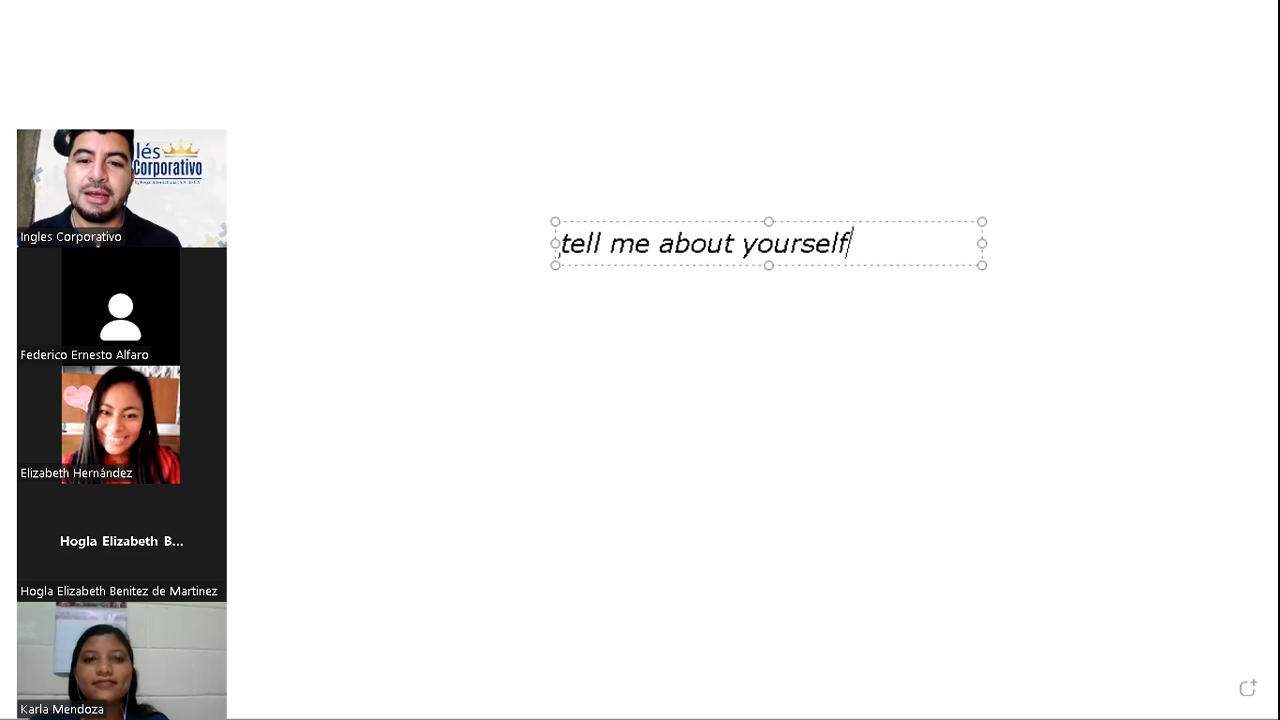 lés
Corporativo
Ingles Corporativo
tell me about yourself
Federico Ernesto Alfaro
Elizabeth Hernández
Hogla Elizabeth B...
Hogla Elizabeth Benitez de Martinez
Karla Mendoza